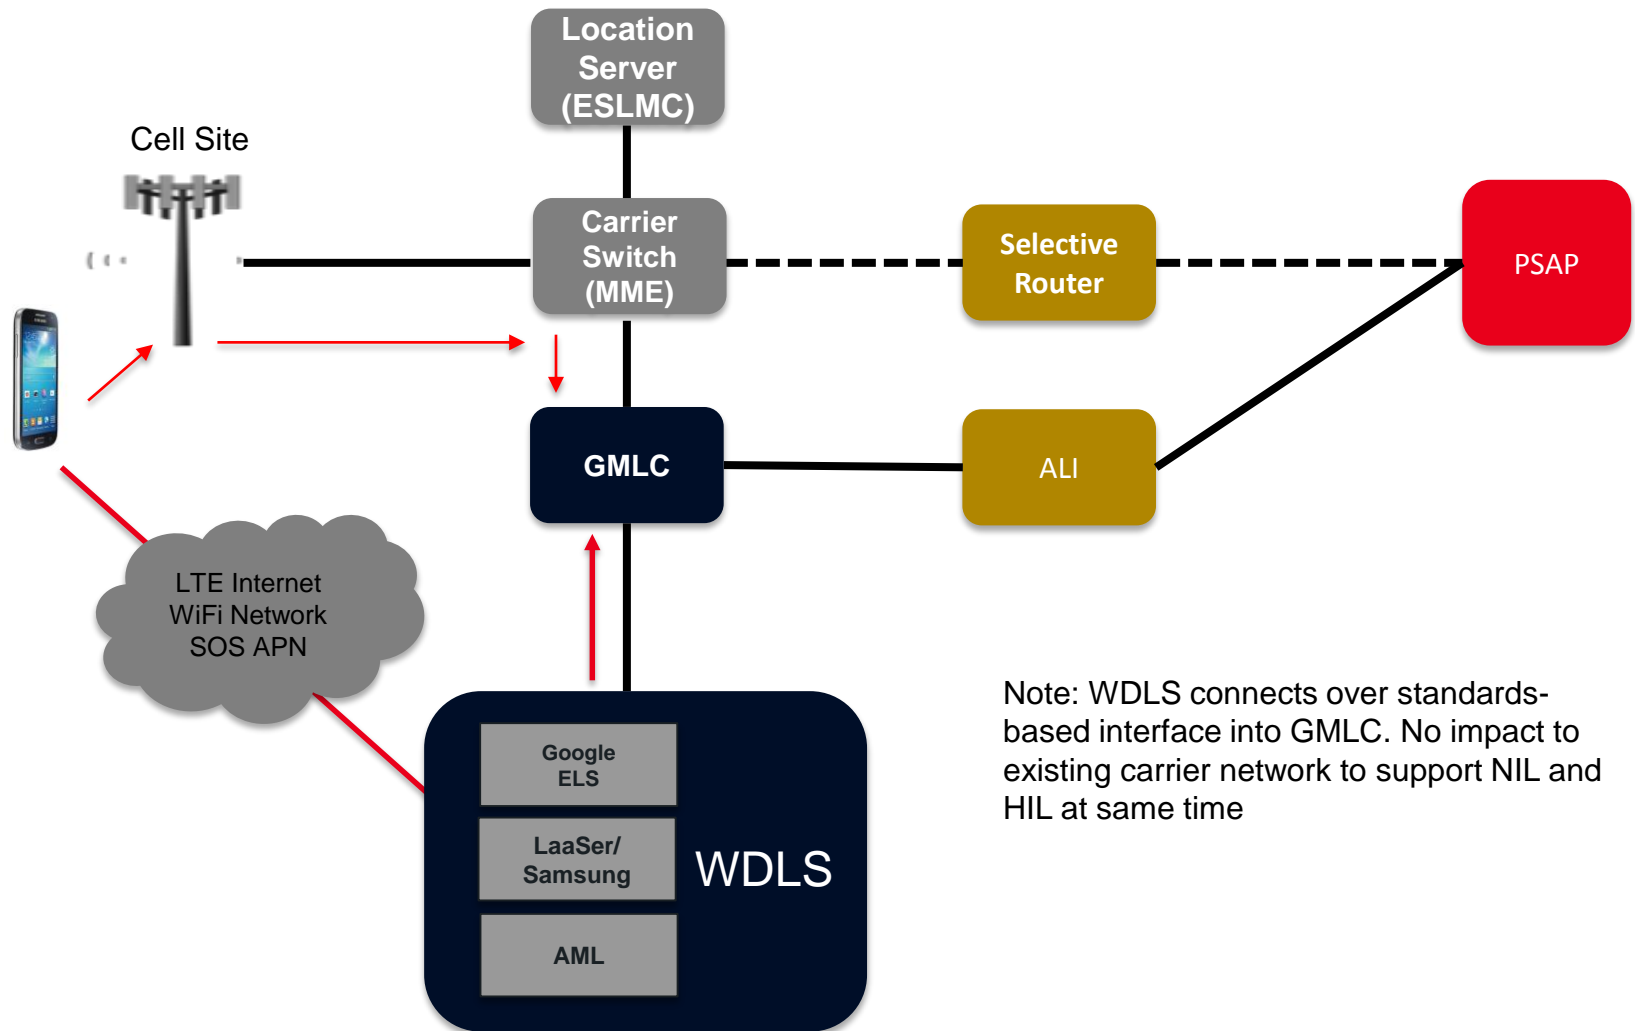 Location
Server
(ESLMC)
Cell Site
Carrier
Switch
(MME)
Selective
Router
PSAP
GMLC
ALI
LTE Internet
WiFi Network
SOS APN
Google
ELS
LaaSer/
Samsung
AML
WDLS
Note: WDLS connects over standards-
based interface into GMLC. No impact to
existing carrier network to support NIL and
HIL at same time